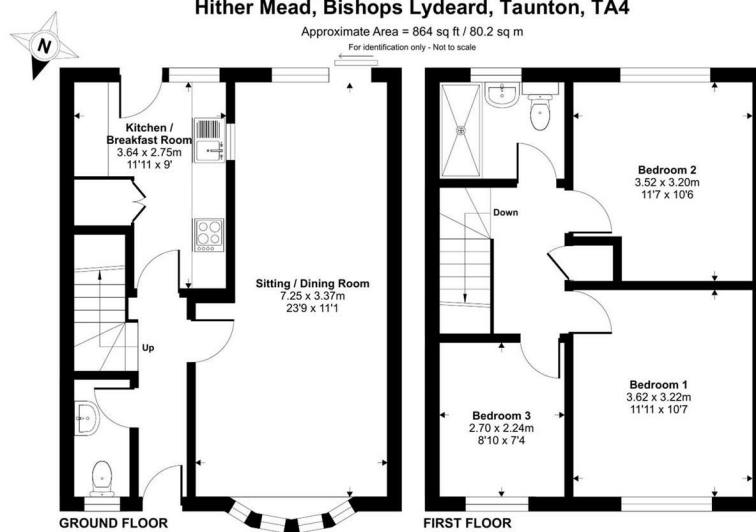 Hither Mead, Bishops Lydeard, Taunton, TA4
Approximate Area = 864 sq ft / 80.2 sq m
For identification only - Not to scale
N
Kitchen /
Breakfast Room
3.64 x 2.75m
11'11 x 9'
Sitting / Dining Room
7.25 x 3.37m
23'9 x 11'1
Up
GROUND FLOOR
Bedroom 2
3.52 x 3.20m
11'7 x 10'6
Down
Bedroom 1
3.62 x 3.22m
11'11 x 10'7
Bedroom 3
2.70 x 2.24m
8'10 x 7'4
FIRST FLOOR